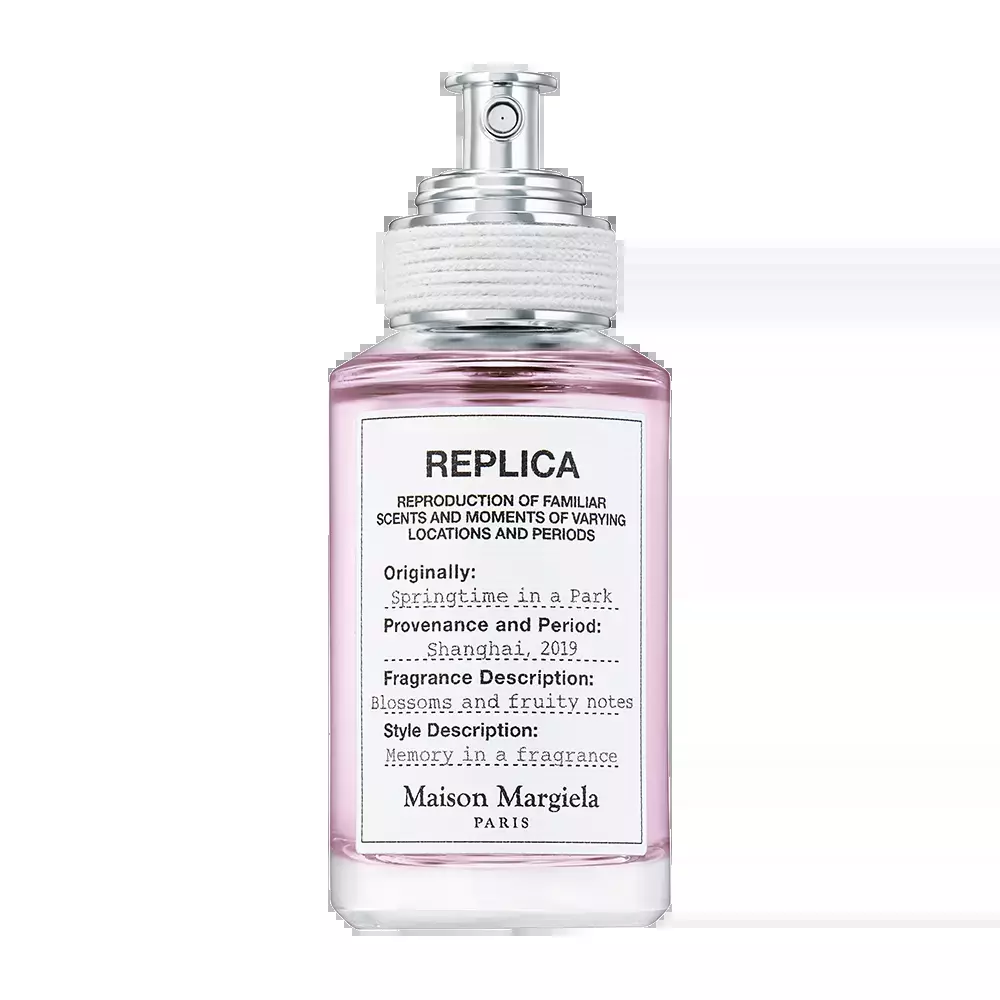 REPLICA
REPRODUCTION OF FAMILIAR
SCENTS AND MOMENTS OF VARYING
LOCATIONS AND PERIODS
Originally:
Springtime in a Park
Provenance and Period:
Shanghai, 2019
Fragrance Description:
Blossoms and fruity notes
Style Description:
Memory in a fragrance
Maison Margiela
PARIS